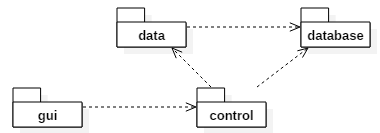 data
database
gui
control